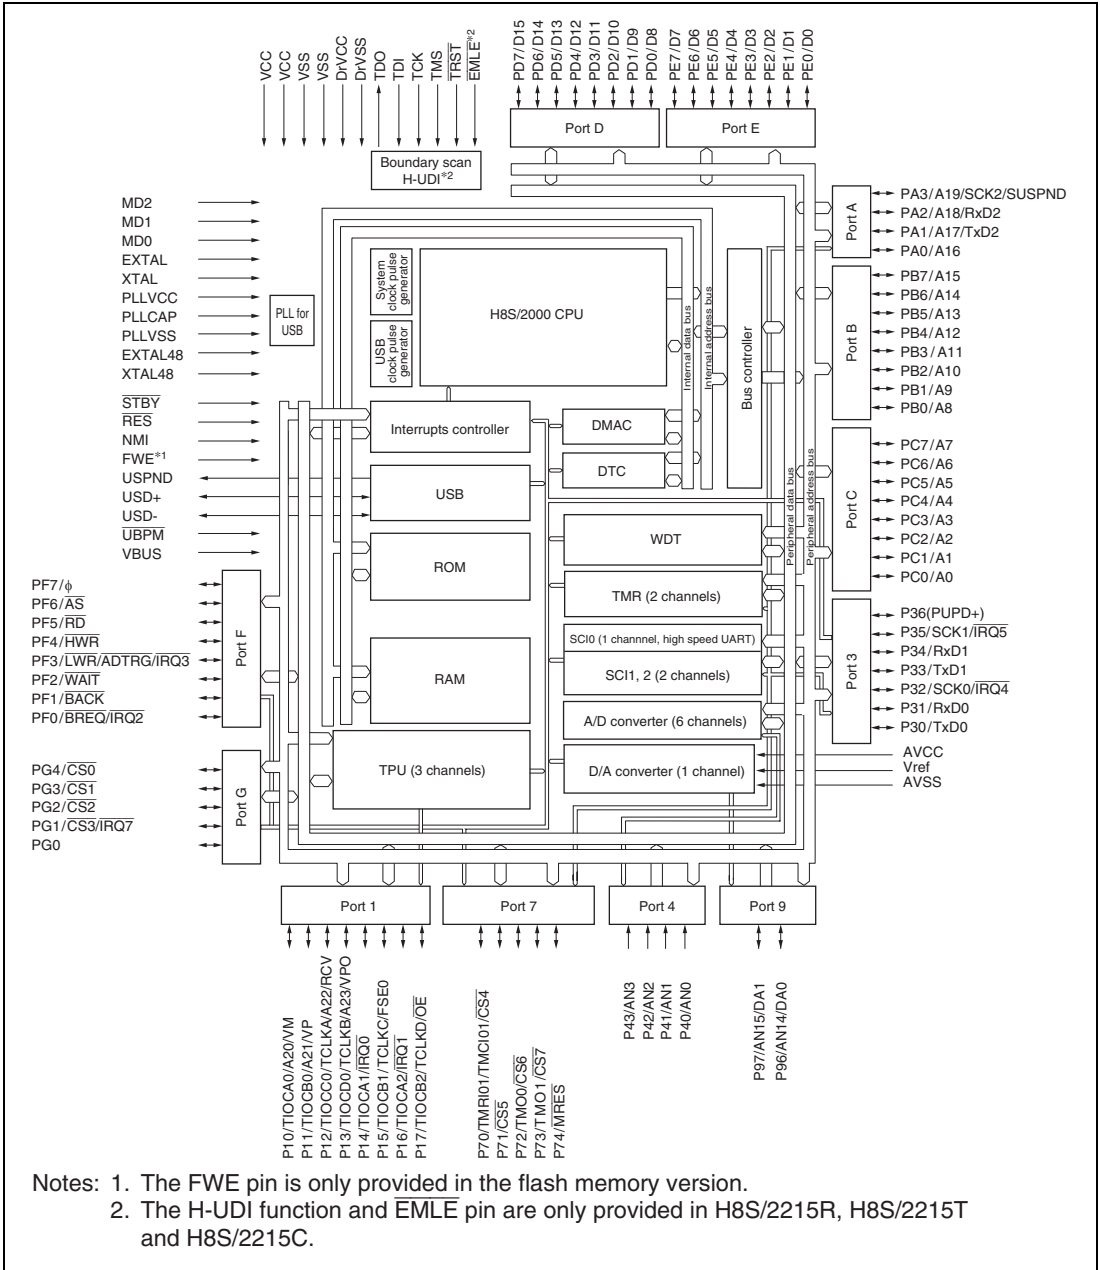 VCC
VCC
VSS
VSS
DrVCC
DrVSS
TDO
TDI
TCK
TMS
TRST
EMLE*2
PD7/D15
PD6/D14
PD5/D13
PD4/D12
PD3/D11
PD2/D10
PD1/D9
PD0/D8
PE7/D7
PE6/D6
PE5/D5
PE4/D4
PE3/D3
PE2/D2
PE1/D1
PE0/D0
Port D
Port E
Boundary scan
H-UDI*2
MD2
MD1
MD0
EXTAL
XTAL
PLLVCC
PLLCAP
PLLVSS
EXTAL48
XTAL48
STBY
RES
NMI
FWE*1
USPND
USD+
USD-
UBPM
VBUS
PLL for
USB
System
clock pulse
generator
USB
clock pulse
generator
H8S/2000 CPU
Internal data bus
Internal address bus
Bus controller
Interrupts controller
DMAC
DTC
USB
ROM
RAM
TPU (3 channels)
WDT
TMR (2 channels)
SCI0 (1 channnel, high speed UART)
SCI1, 2 (2 channels)
A/D converter (6 channels)
D/A converter (1 channel)
Peripheral data bus
Peripheral address bus
Port A
PA3/A19/SCK2/SUSPND
PA2/A18/RxD2
PA1/A17/TxD2
PA0/A16
Port B
PB7/A15
PB6/A14
PB5/A13
PB4/A12
PB3/A11
PB2/A10
PB1/A9
PB0/A8
Port C
PC7/A7
PC6/A6
PC5/A5
PC4/A4
PC3/A3
PC2/A2
PC1/A1
PC0/A0
Port 3
P36(PUPD+)
P35/SCK1/IRQ5
P34/RxD1
P33/TxD1
P32/SCK0/IRQ4
P31/RxD0
P30/TxD0
AVCC
Vref
AVSS
PF7/ϕ
PF6/AS
PF5/RD
PF4/HWR
PF3/LWR/ADTRG/IRQ3
PF2/WAIT
PF1/BACK
PF0/BREQ/IRQ2
Port F
PG4/CS0
PG3/CS1
PG2/CS2
PG1/CS3/IRQ7
PG0
Port G
Port 1
Port 7
Port 4
Port 9
P10/TIOCA0/A20/VM
P11/TIOCB0/A21/VP
P12/TIOCC0/TCLKA/A22/RCV
P13/TIOCD0/TCLKB/A23/VPO
P14/TIOCA1/IRQ0
P15/TIOCB1/TCLKC/FSE0
P16/TIOCA2/IRQ1
P17/TIOCB2/TCLKD/OE
P70/TMRI01/TMCI01/CS4
P71/CS5
P72/TMO0/CS6
P73/TMO1/CS7
P74/MRES
P43/AN3
P42/AN2
P41/AN1
P40/AN0
P97/AN15/DA1
P96/AN14/DA0
Notes: 1. The FWE pin is only provided in the flash memory version.
2. The H-UDI function and EMLE pin are only provided in H8S/2215R, H8S/2215T
and H8S/2215C.